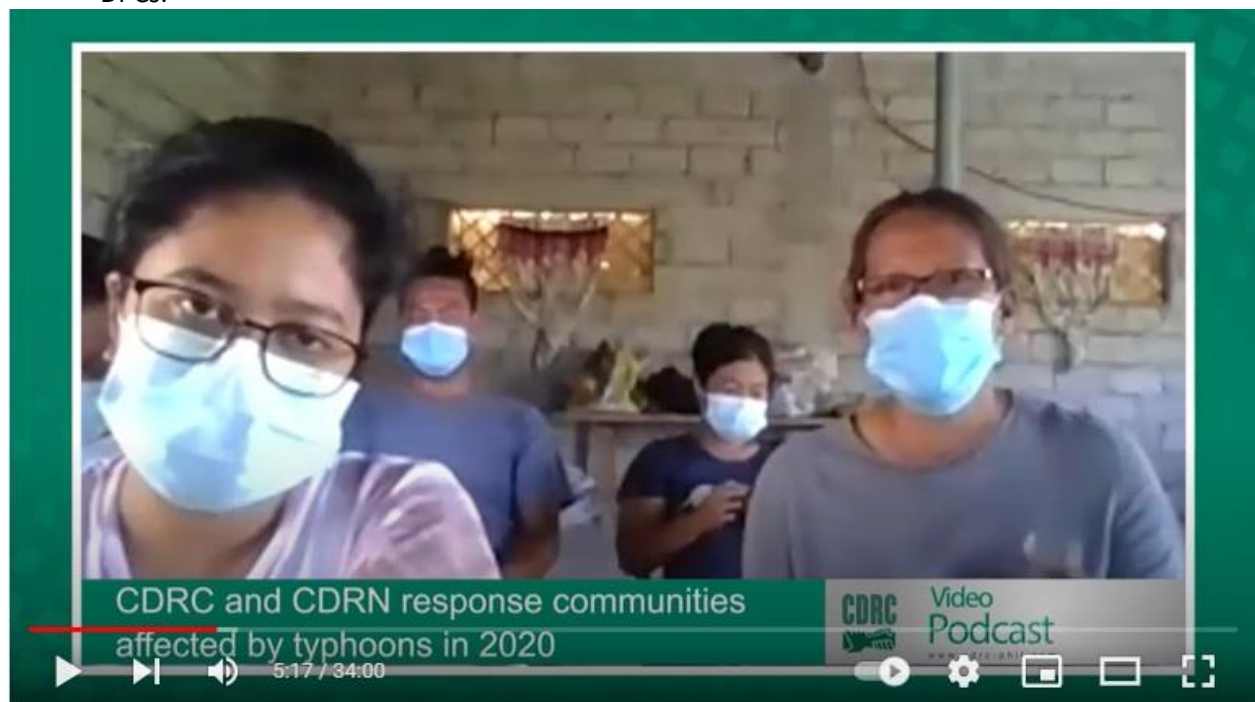 CDRC and CDRN response communities
affected by typhoons in 2020
CDRC
Video
Podcast
5:17 / 34:00